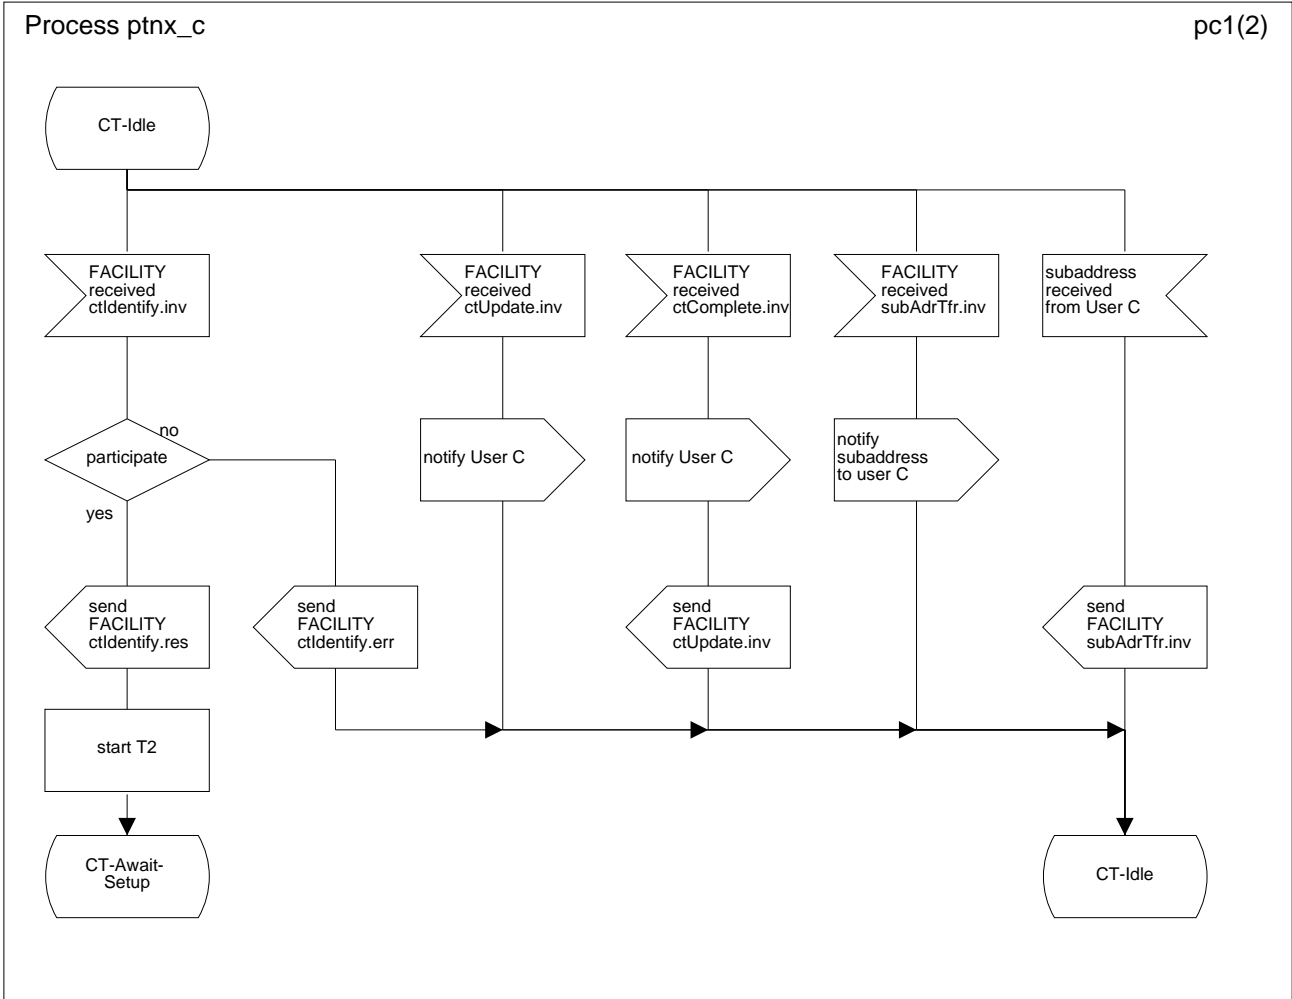 Process ptnx_c
pc1(2)
CT-Idle
FACILITY
received
ctIdentify.inv
FACILITY
received
ctUpdate.inv
FACILITY
received
ctComplete.inv
FACILITY
received
subAdrTfr.inv
subaddress
received
from User C
participate
no
yes
notify User C
notify User C
notify
subaddress
to user C
send
FACILITY
ctIdentify.res
send
FACILITY
ctIdentify.err
send
FACILITY
ctUpdate.inv
send
FACILITY
subAdrTfr.inv
start T2
CT-Await-
Setup
CT-Idle